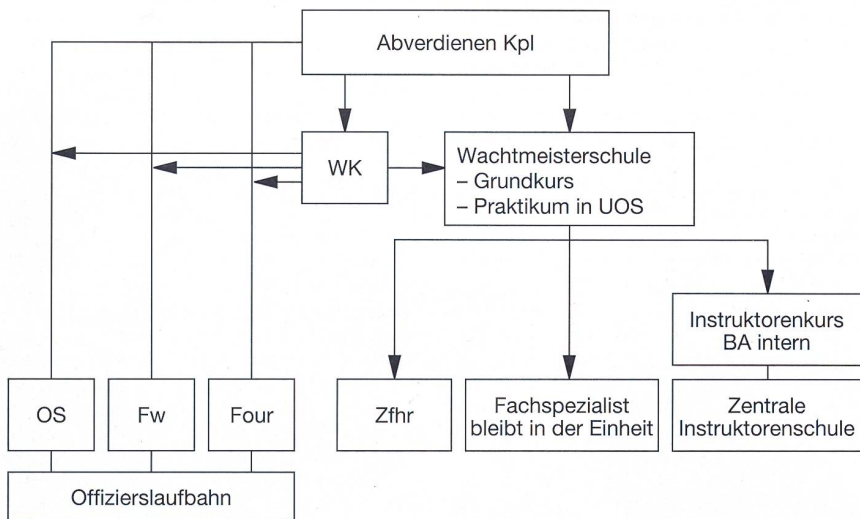 Abverdienen Kpl
WK
Wachtmeisterschule
– Grundkurs
– Praktikum in UOS
Instruktorenkurs
BA intern
OS
Fw
Four
Zfhr
Fachspezialist
bleibt in der Einheit
Zentrale
Instruktorenschule
Offizierslaufbahn